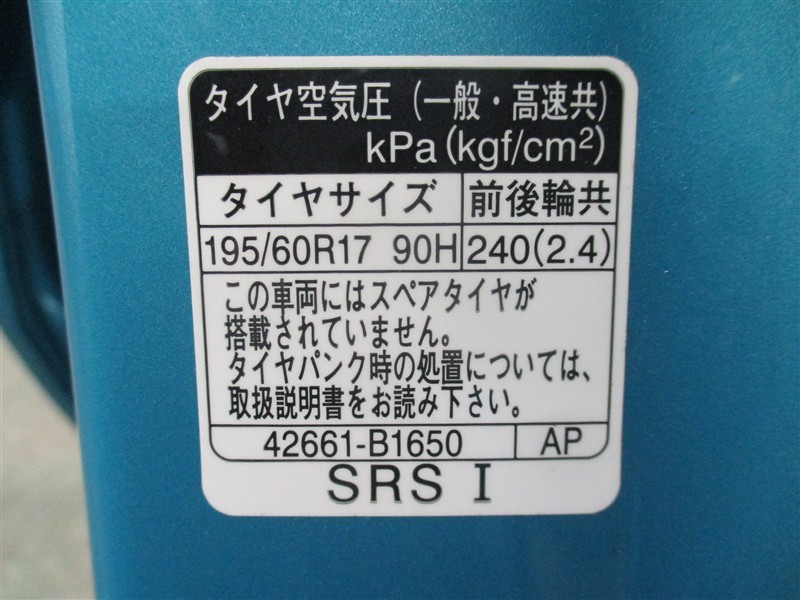 タイヤ空気圧（一般・高速共）
kPa(kgf/cm²)
タイヤサイズ 前後輪共
195/60R17 90H 240(2.4)
この車両にはスペアタイヤが
搭載されていません。
タイヤパンク時の処置については、
取扱説明書をお読み下さい。
42661-B1650 AP
SRS I